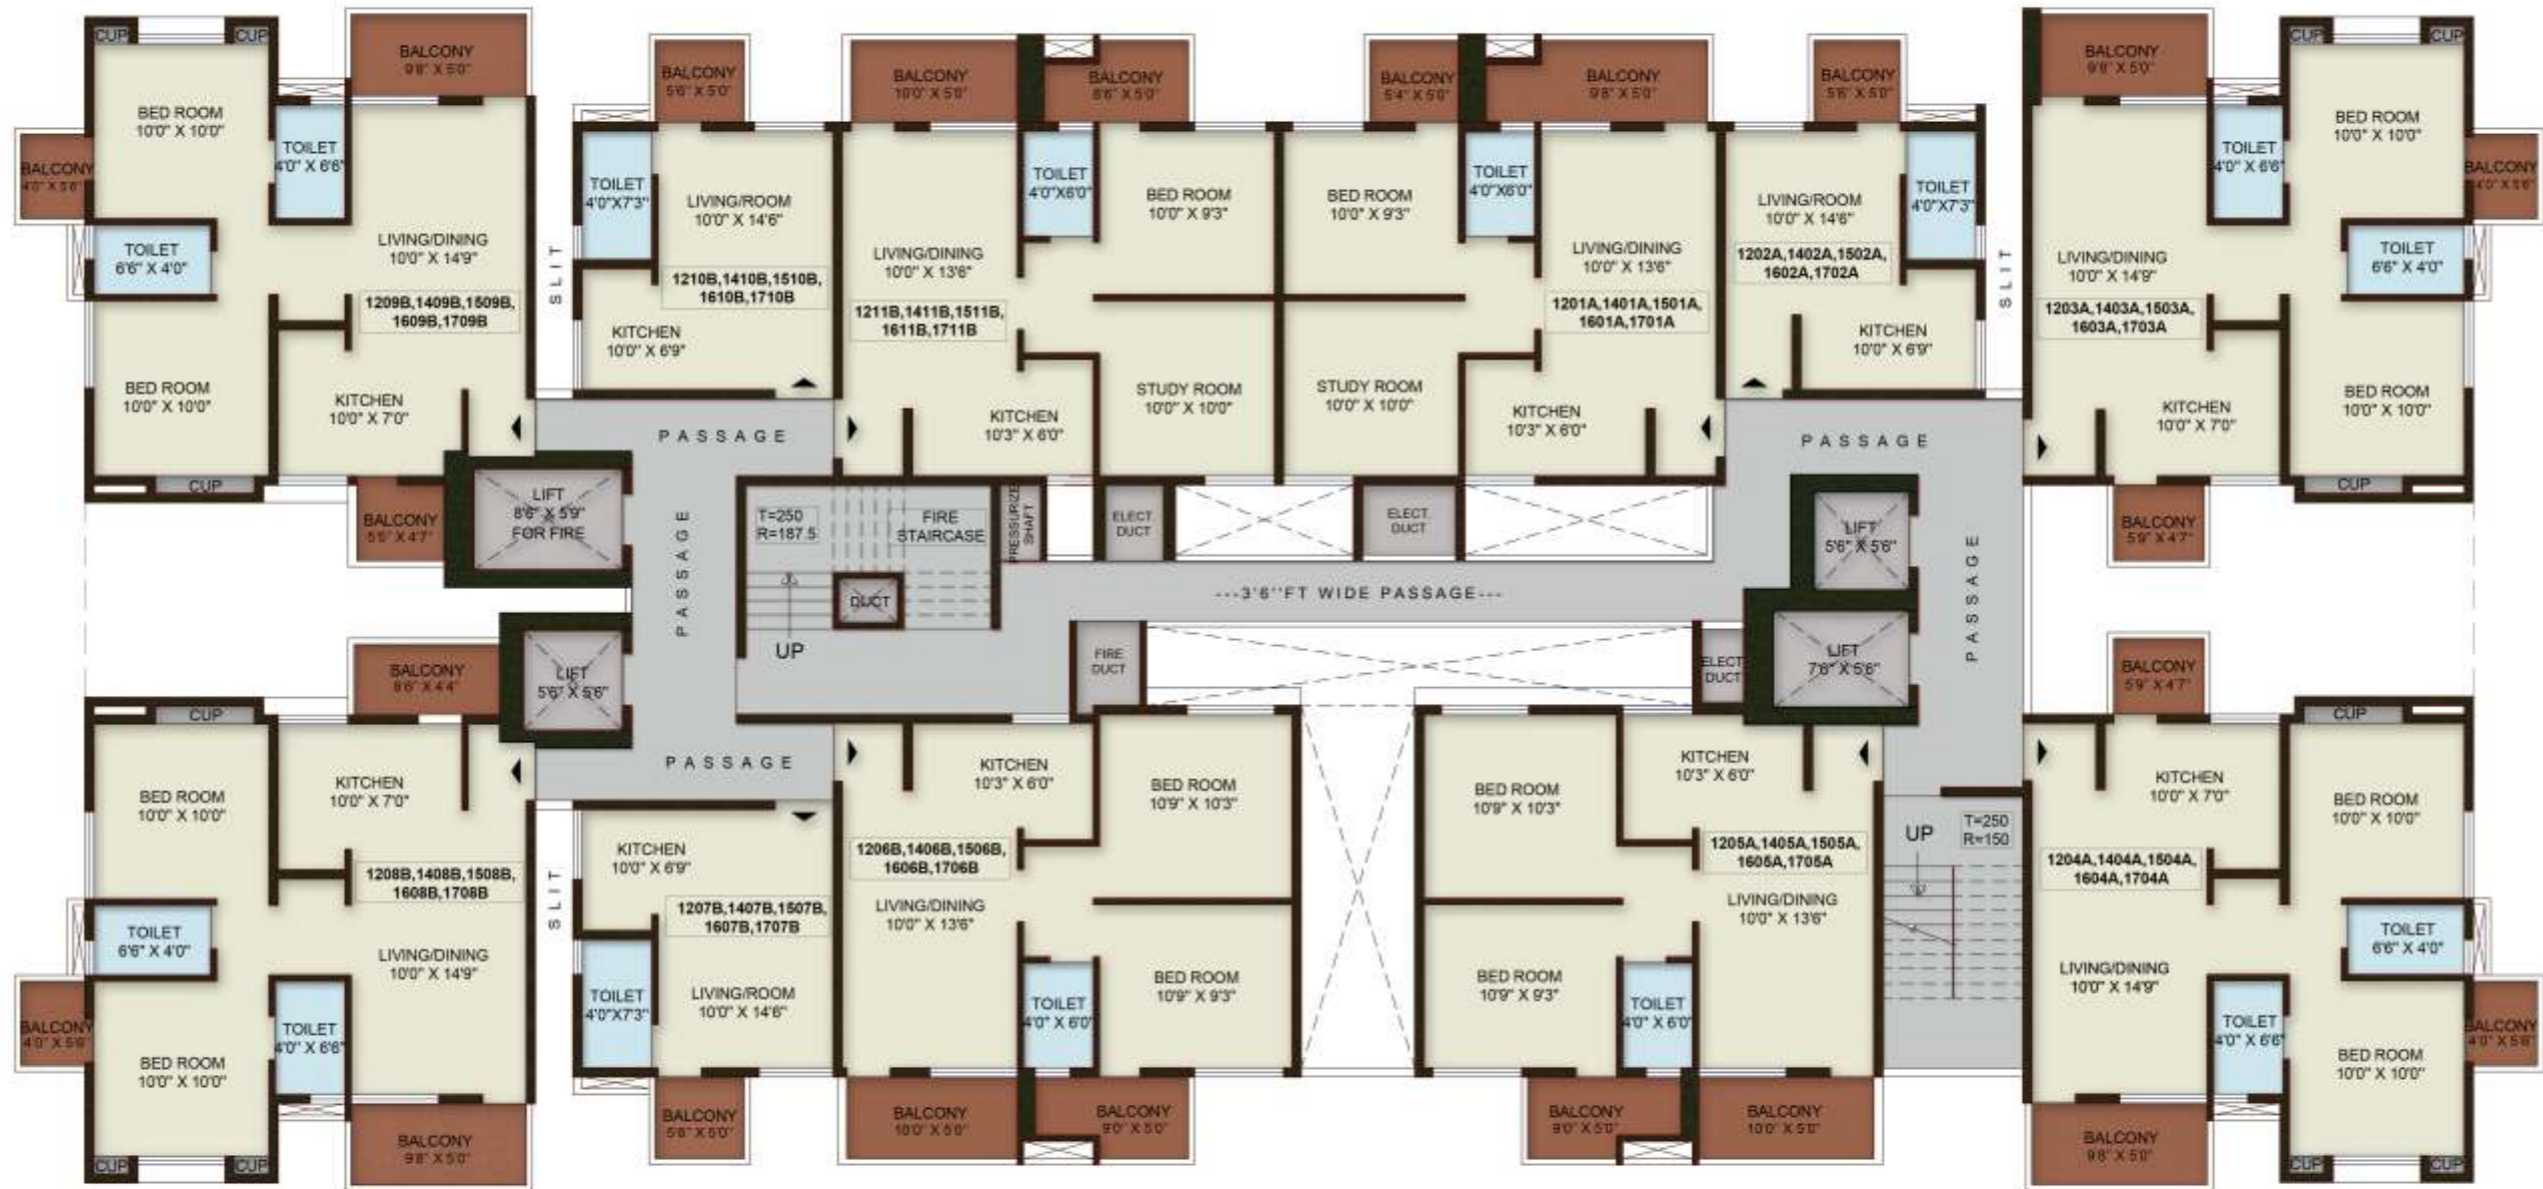 CUP
CUP
BALCONY
9'8" X 5'0"
BED ROOM
10'0" X 10'0"
TOILET
4'0" X 6'6"
BALCONY
4'0" X 5'6"
TOILET
6'6" X 4'0"
LIVING/DINING
10'0" X 14'9"
1209B,1409B,1509B,
1609B,1709B
BED ROOM
10'0" X 10'0"
KITCHEN
10'0" X 7'0"
CUP
BALCONY
5'5" X 4'7"
SLIT
BALCONY
5'6" X 5'0"
TOILET
4'0"X7'3"
LIVING/ROOM
10'0" X 14'6"
1210B,1410B,1510B,
1610B,1710B
KITCHEN
10'0" X 6'9"
BALCONY
10'0" X 5'0"
BALCONY
8'6" X 5'0"
TOILET
4'0"X6'0"
BED ROOM
10'0" X 9'3"
LIVING/DINING
10'0" X 13'6"
1211B,1411B,1511B,
1611B,1711B
STUDY ROOM
10'0" X 10'0"
KITCHEN
10'3" X 6'0"
BALCONY
5'4" X 5'0"
BALCONY
9'8" X 5'0"
BED ROOM
10'0" X 9'3"
TOILET
4'0"X6'0"
LIVING/DINING
10'0" X 13'6"
1201A,1401A,1501A,
1601A,1701A
STUDY ROOM
10'0" X 10'0"
KITCHEN
10'3" X 6'0"
BALCONY
5'6" X 5'0"
LIVING/ROOM
10'0" X 14'6"
TOILET
4'0"X7'3"
1202A,1402A,1502A,
1602A,1702A
KITCHEN
10'0" X 6'9"
SLIT
BALCONY
9'8" X 5'0"
CUP
CUP
BED ROOM
10'0" X 10'0"
TOILET
4'0" X 6'6"
BALCONY
4'0" X 5'6"
TOILET
6'6" X 4'0"
LIVING/DINING
10'0" X 14'9"
1203A,1403A,1503A,
1603A,1703A
BED ROOM
10'0" X 10'0"
KITCHEN
10'0" X 7'0"
CUP
BALCONY
5'9" X 4'7"
PASSAGE
PASSAGE
LIFT
8'6" X 5'9"
FOR FIRE
PASSAGE
T=250
R=187.5
FIRE
STAIRCASE
PRESSURIZE
SHAFT
ELECT.
DUCT
ELECT.
DUCT
LIFT
5'6" X 5'6"
PASSAGE
DUCT
---3'6''FT WIDE PASSAGE---
UP
FIRE
DUCT
ELECT
DUCT
LIFT
7'6" X 5'6"
LIFT
5'6" X 5'6"
PASSAGE
BALCONY
8'6" X 4'4"
CUP
BED ROOM
10'0" X 10'0"
KITCHEN
10'0" X 7'0"
1208B,1408B,1508B,
1608B,1708B
TOILET
6'6" X 4'0"
LIVING/DINING
10'0" X 14'9"
BALCONY
4'0" X 5'6"
TOILET
4'0" X 6'6"
BED ROOM
10'0" X 10'0"
BALCONY
9'8" X 5'0"
CUP
CUP
SLIT
KITCHEN
10'0" X 6'9"
1207B,1407B,1507B,
1607B,1707B
TOILET
4'0"X7'3"
LIVING/ROOM
10'0" X 14'6"
BALCONY
5'6" X 5'0"
KITCHEN
10'3" X 6'0"
BED ROOM
10'9" X 10'3"
1206B,1406B,1506B,
1606B,1706B
LIVING/DINING
10'0" X 13'6"
TOILET
4'0" X 6'0"
BED ROOM
10'9" X 9'3"
BALCONY
10'0" X 5'0"
BALCONY
9'0" X 5'0"
BED ROOM
10'9" X 10'3"
KITCHEN
10'3" X 6'0"
1205A,1405A,1505A,
1605A,1705A
LIVING/DINING
10'0" X 13'6"
BED ROOM
10'9" X 9'3"
TOILET
4'0" X 6'0"
BALCONY
9'0" X 5'0"
BALCONY
10'0" X 5'0"
UP
T=250
R=150
BALCONY
5'9" X 4'7"
CUP
KITCHEN
10'0" X 7'0"
BED ROOM
10'0" X 10'0"
1204A,1404A,1504A,
1604A,1704A
TOILET
6'6" X 4'0"
LIVING/DINING
10'0" X 14'9"
TOILET
4'0" X 6'6"
BED ROOM
10'0" X 10'0"
BALCONY
4'0" X 5'6"
BALCONY
9'8" X 5'0"
CUP
CUP